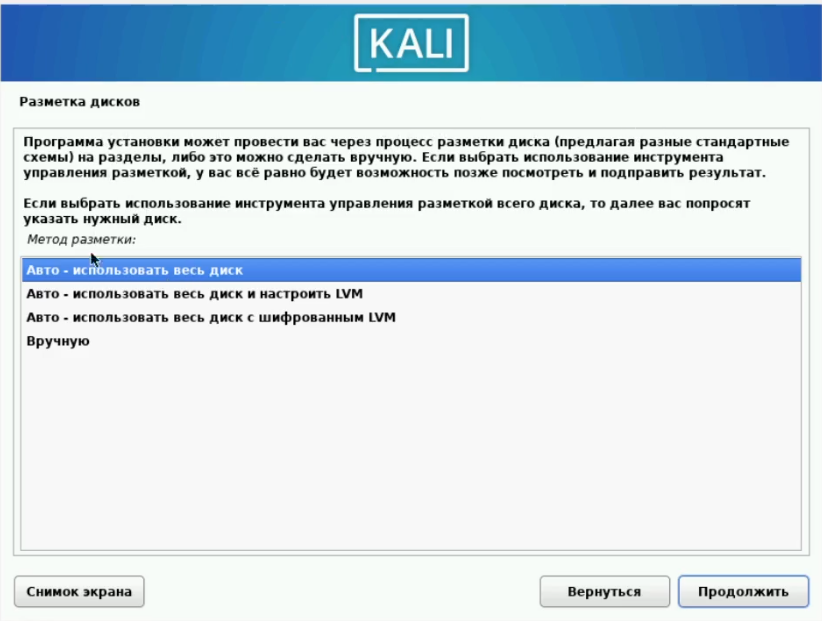 KALI
Разметка дисков
Программа установки может провести вас через процесс разметки диска (предлагая разные стандартные
схемы) на разделы, либо это можно сделать вручную. Если выбрать использование инструмента
управления разметкой, у вас всё равно будет возможность позже посмотреть и подправить результат.
Если выбрать использование инструмента управления разметкой всего диска, то далее вас попросят
указать нужный диск.
Метод разметки:
Авто - использовать весь диск
Авто - использовать весь диск и настроить LVM
Авто - использовать весь диск с шифрованным LVM
Вручную
Снимок экрана
Вернуться
Продолжить